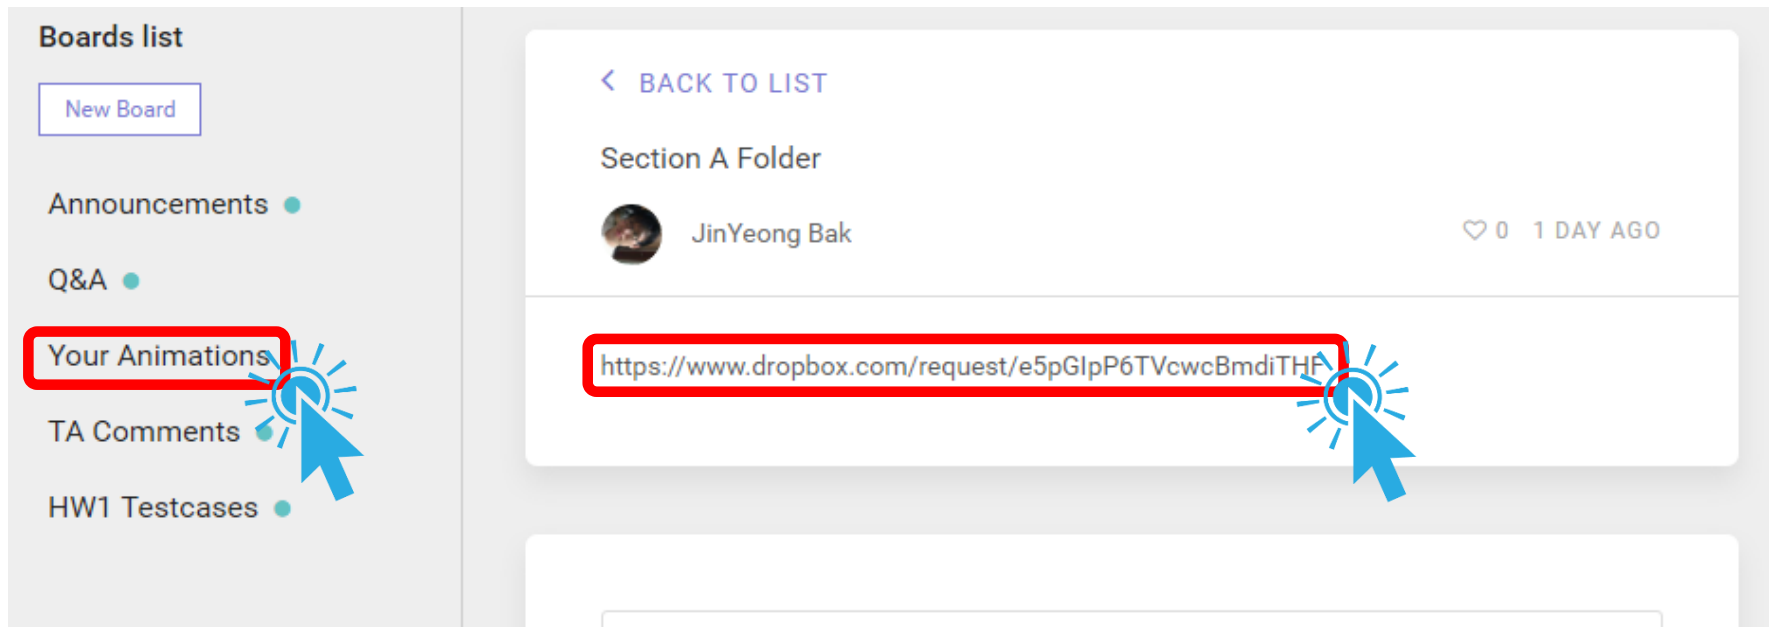 Boards list
New Board
Announcements
Q&A
Your Animations
TA Comments
HW1 Testcases
BACK TO LIST
Section A Folder
JinYeong Bak
0 1 DAY AGO
https://www.dropbox.com/request/e5pGIpP6TVcwcBmdiTHF